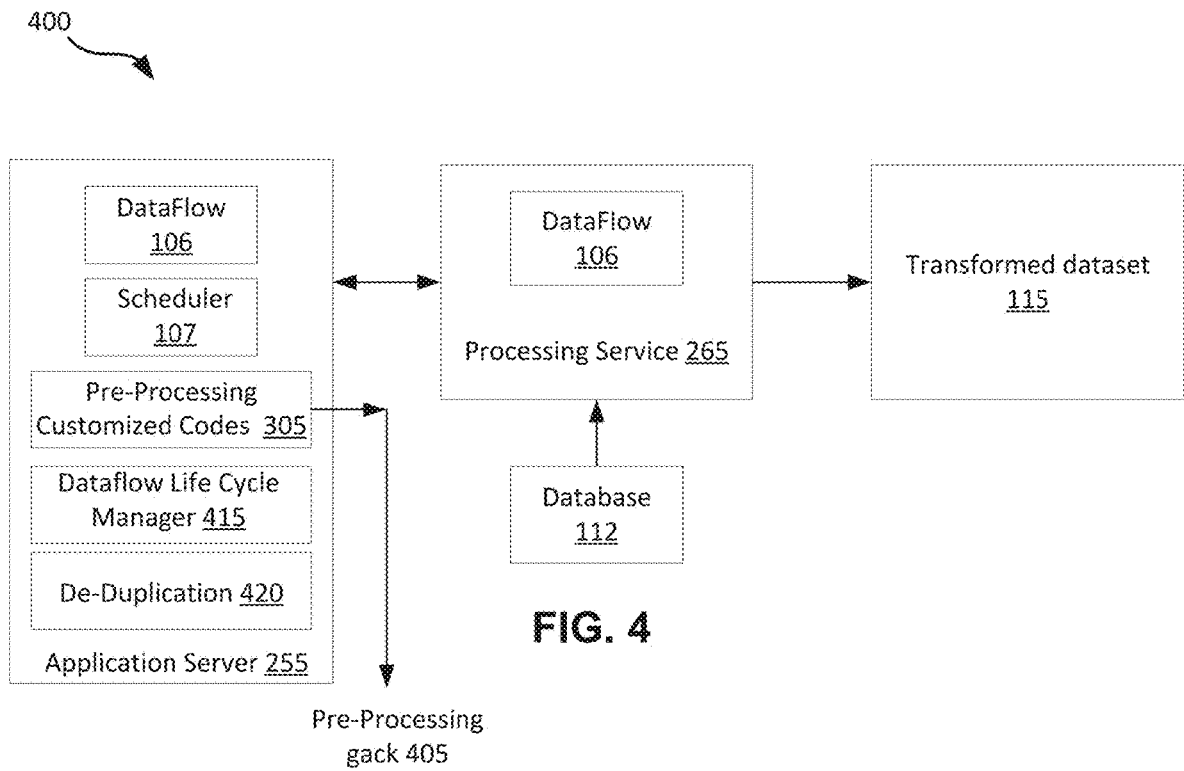 400
DataFlow
106
Scheduler
107
Pre-Processing
Customized Codes 305
Dataflow Life Cycle
Manager 415
De-Duplication 420
Application Server 255
DataFlow
106
Processing Service 265
Database
112
Transformed dataset
115
Pre-Processing
gack 405
FIG. 4